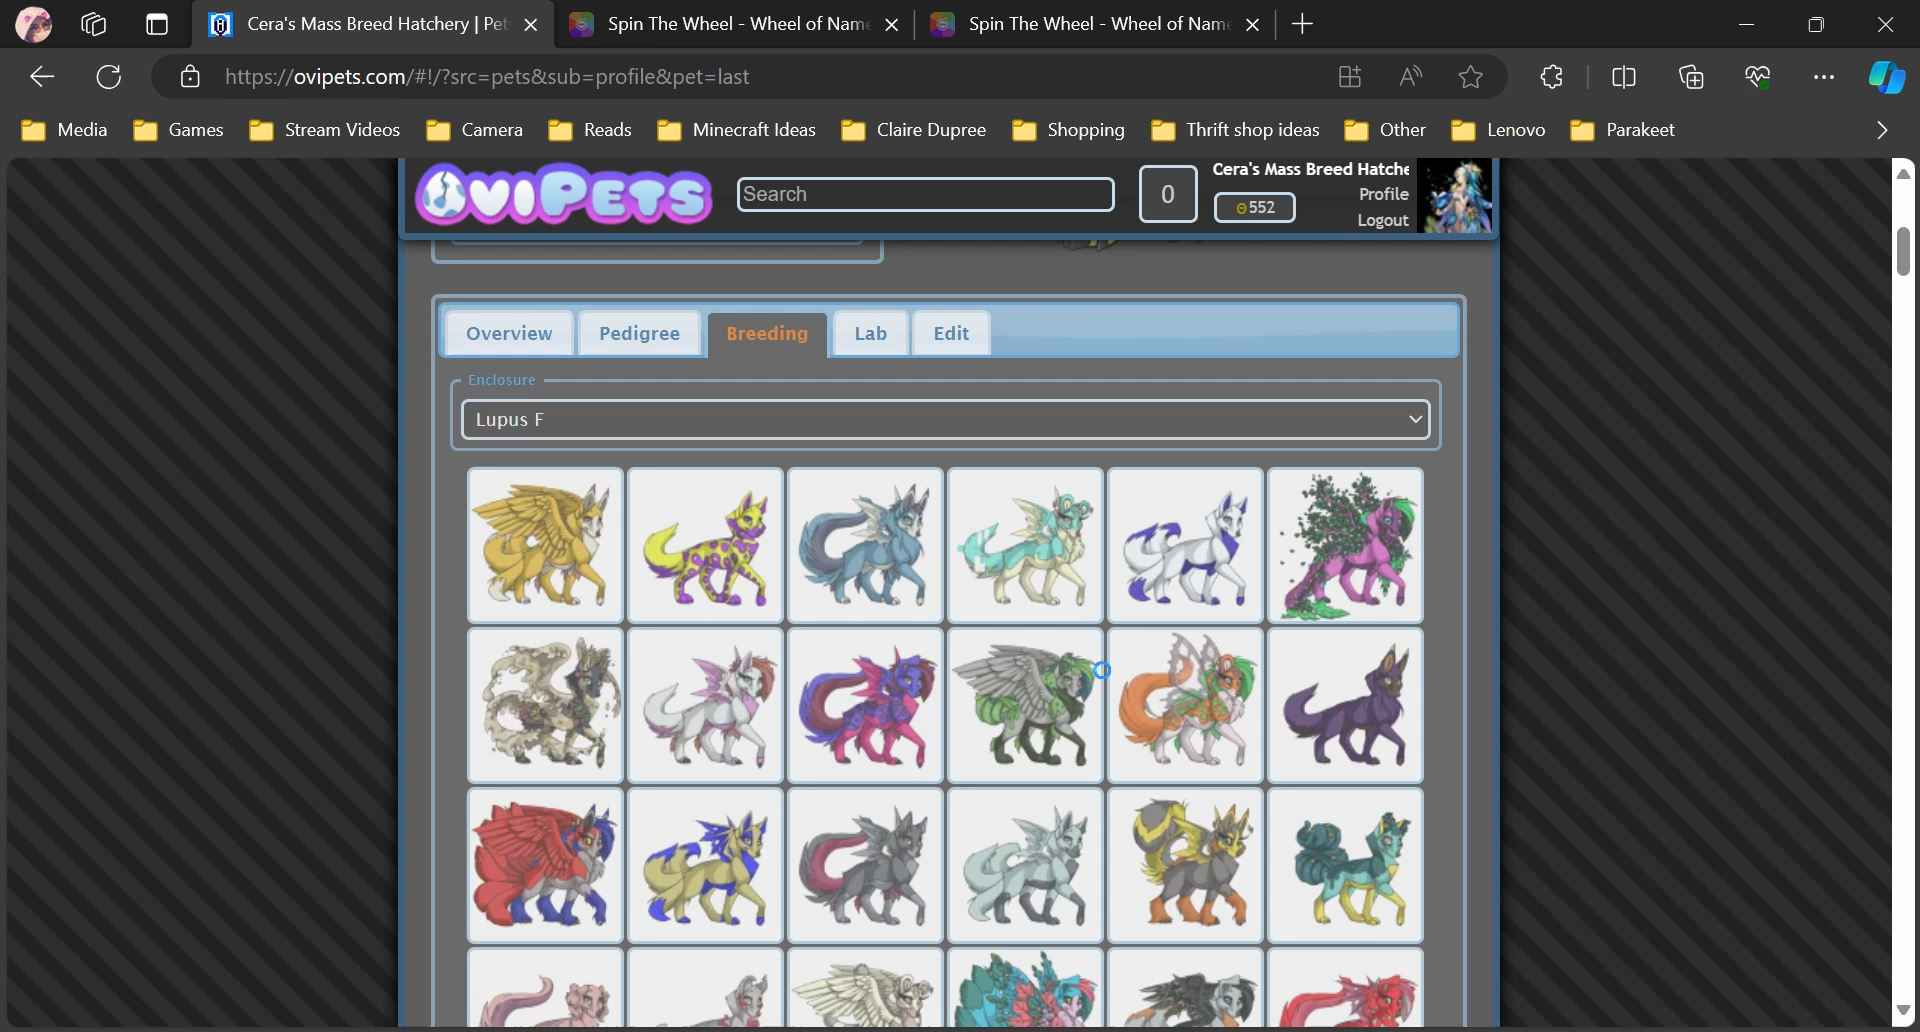 Cera's Mass Breed Hatchery | Pet
Spin The Wheel - Wheel of Name
Spin The Wheel - Wheel of Name
https://ovipets.com/#!/?src=pets&sub=profile&pet=last
Media
Games
Stream Videos
Camera
Reads
Minecraft Ideas
Claire Dupree
Shopping
Thrift shop ideas
Other
Lenovo
Parakeet
OviPets
Search
0
Cera's Mass Breed Hatche
552
Profile
Logout
Overview
Pedigree
Breeding
Lab
Edit
Enclosure
Lupus F